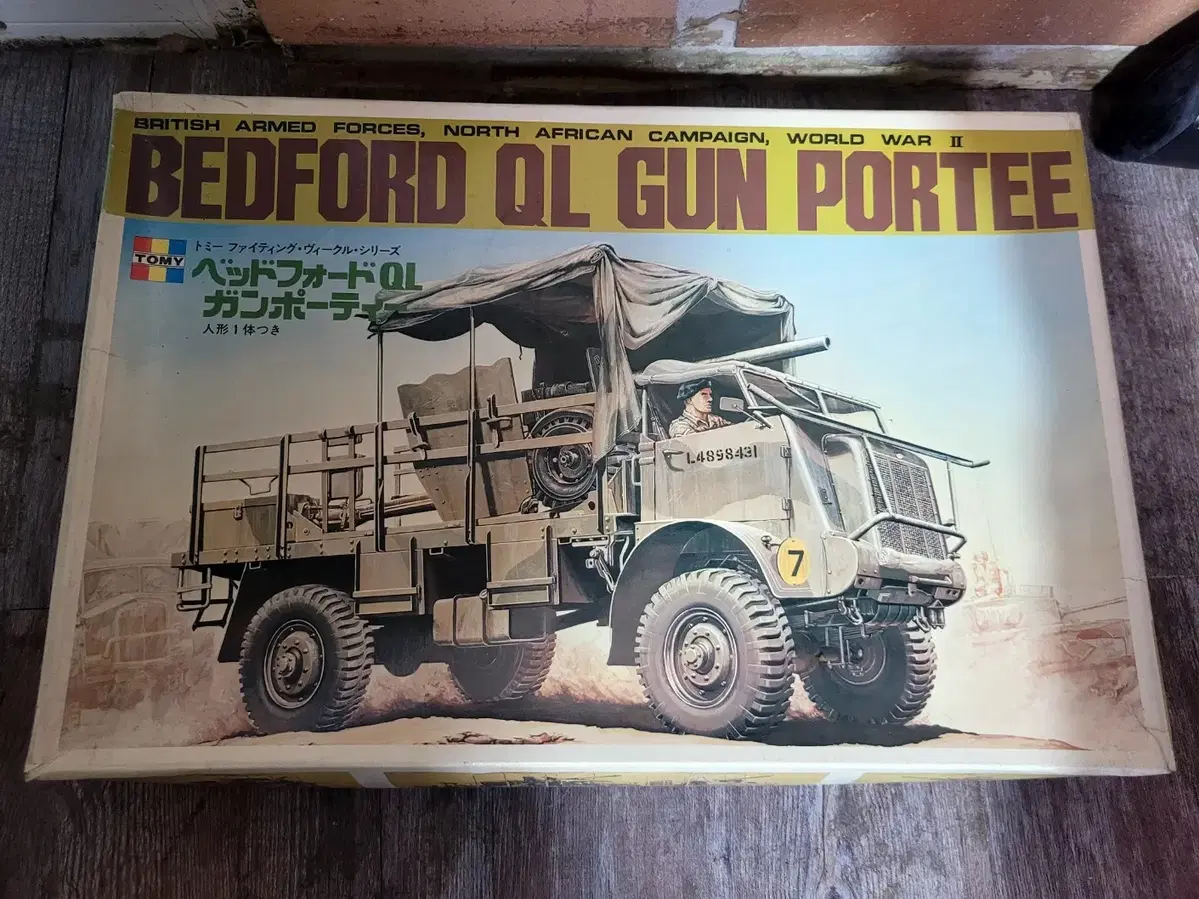 BRITISH ARMED FORCES, NORTH AFRICAN CAMPAIGN, WORLD WAR II
BEDFORD QL GUN PORTEE
TOMY
トミー ファイティング・ヴィークル・シリーズ
ベッドフォードQL
ガンポーティー
人形1体つき
L4898431
7